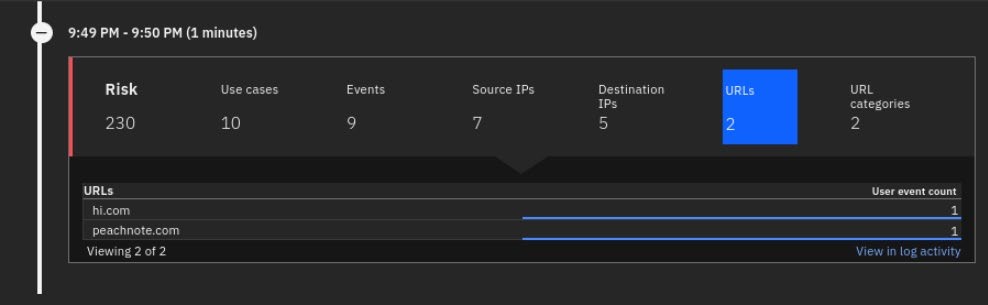 9:49 PM - 9:50 PM (1 minutes)
Risk
230
Use cases
10
Events
9
Source IPs
7
Destination
IPs
5
URLs
2
URL
categories
2
URLs User event count
hi.com 1
peachnote.com 1
Viewing 2 of 2 View in log activity